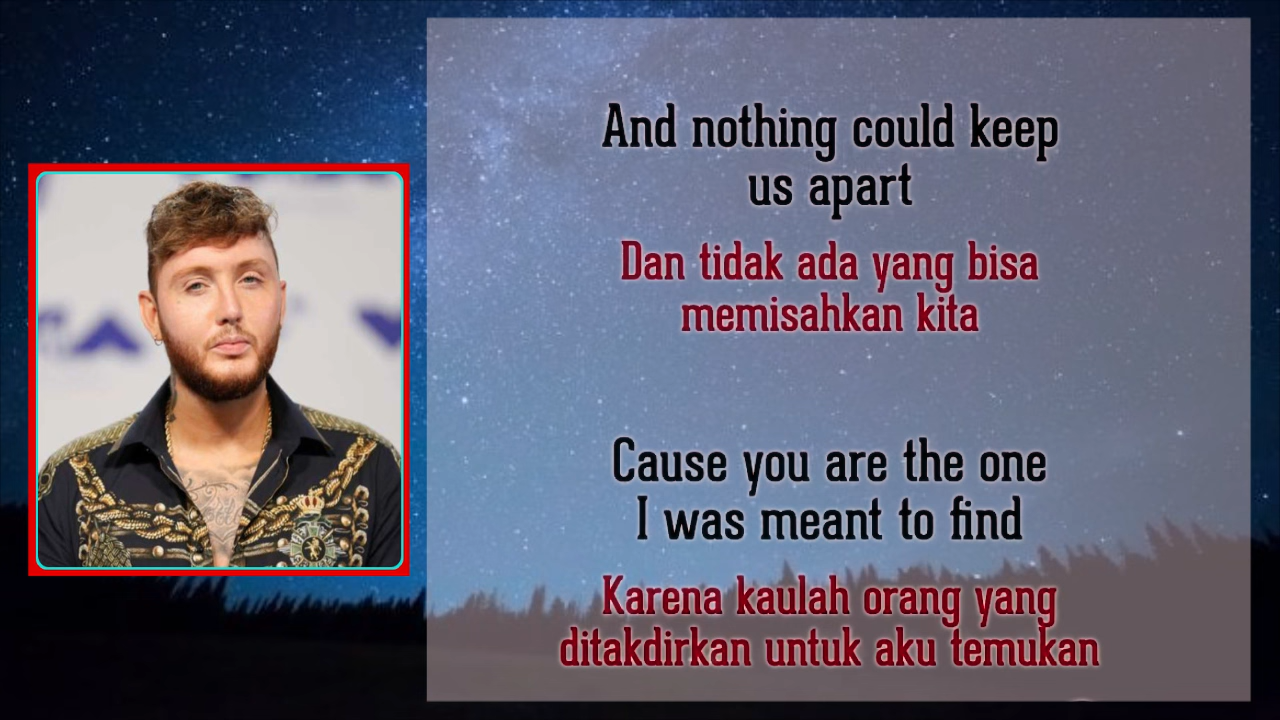 And nothing could keep
us apart
Dan tidak ada yang bisa
memisahkan kita
Cause you are the one
I was meant to find
Karena kaulah orang yang
ditakdirkan untuk aku temukan